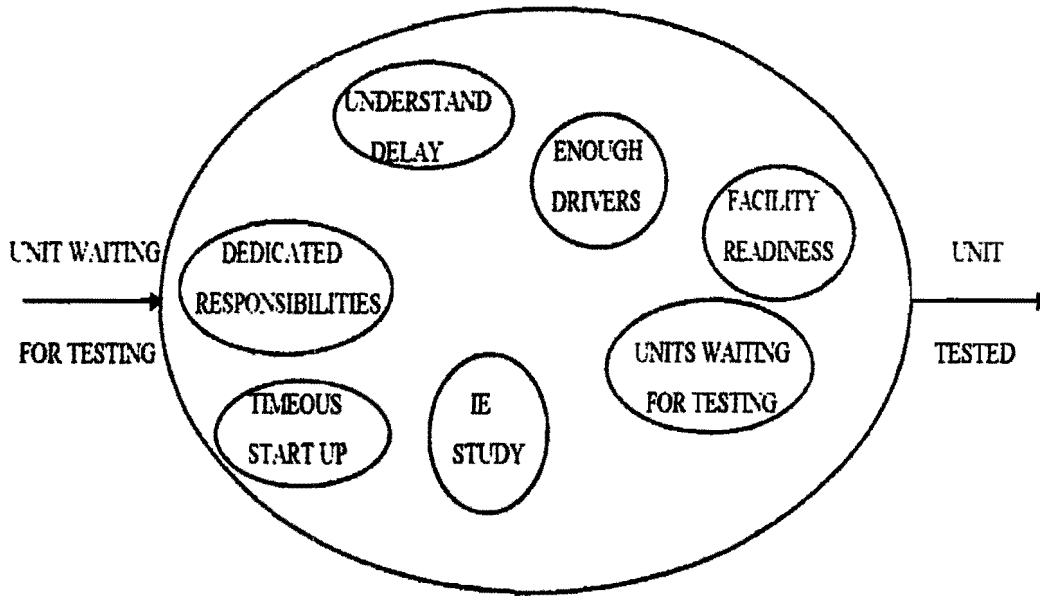 UNDERSTAND
DELAY
ENOUGH
DRIVERS
FACILITY
READINESS
UNIT WAITING
FOR TESTING
DEDICATED
RESPONSIBILITIES
UNIT
TESTED
UNITS WAITING
FOR TESTING
TIMEOUS
START UP
IE
STUDY